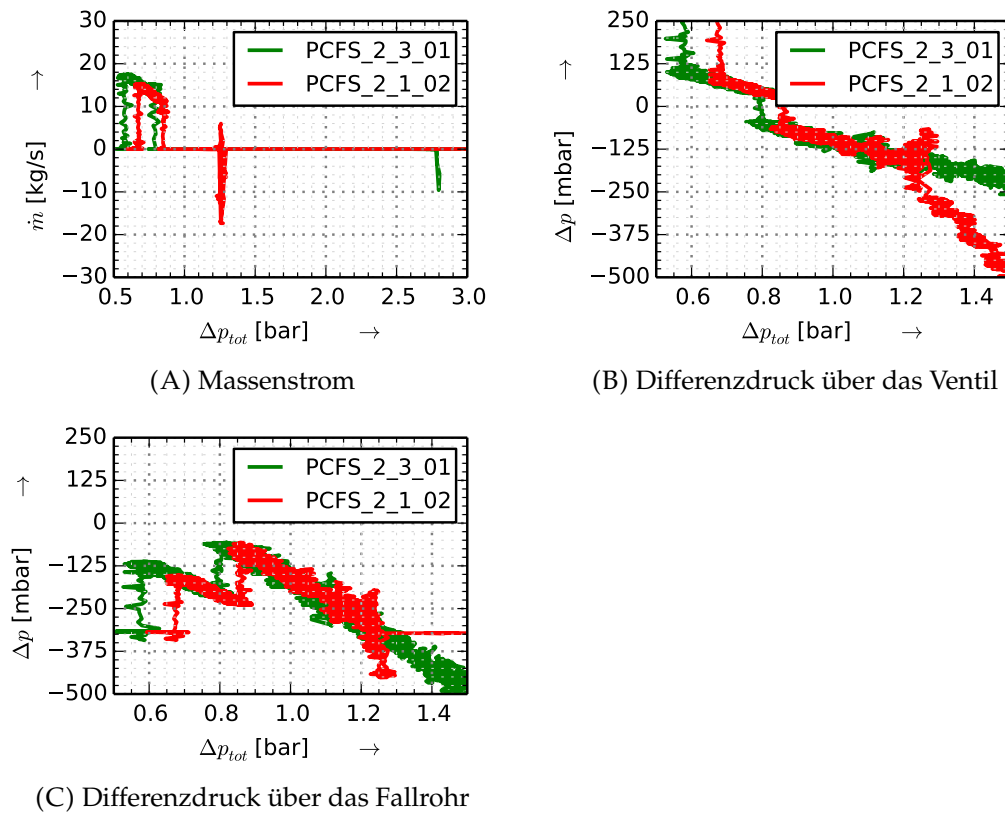 30
20
10
0
−10
−20
−30
ṁ [kg/s] →
PCFS_2_3_01
PCFS_2_1_02
0.5 1.0 1.5 2.0 2.5 3.0
Δp_tot [bar] →
(A) Massenstrom
250
125
0
−125
−250
−375
−500
Δp [mbar] →
PCFS_2_3_01
PCFS_2_1_02
0.6 0.8 1.0 1.2 1.4
Δp_tot [bar] →
(B) Differenzdruck über das Ventil
250
125
0
−125
−250
−375
−500
Δp [mbar] →
PCFS_2_3_01
PCFS_2_1_02
0.6 0.8 1.0 1.2 1.4
Δp_tot [bar] →
(C) Differenzdruck über das Fallrohr